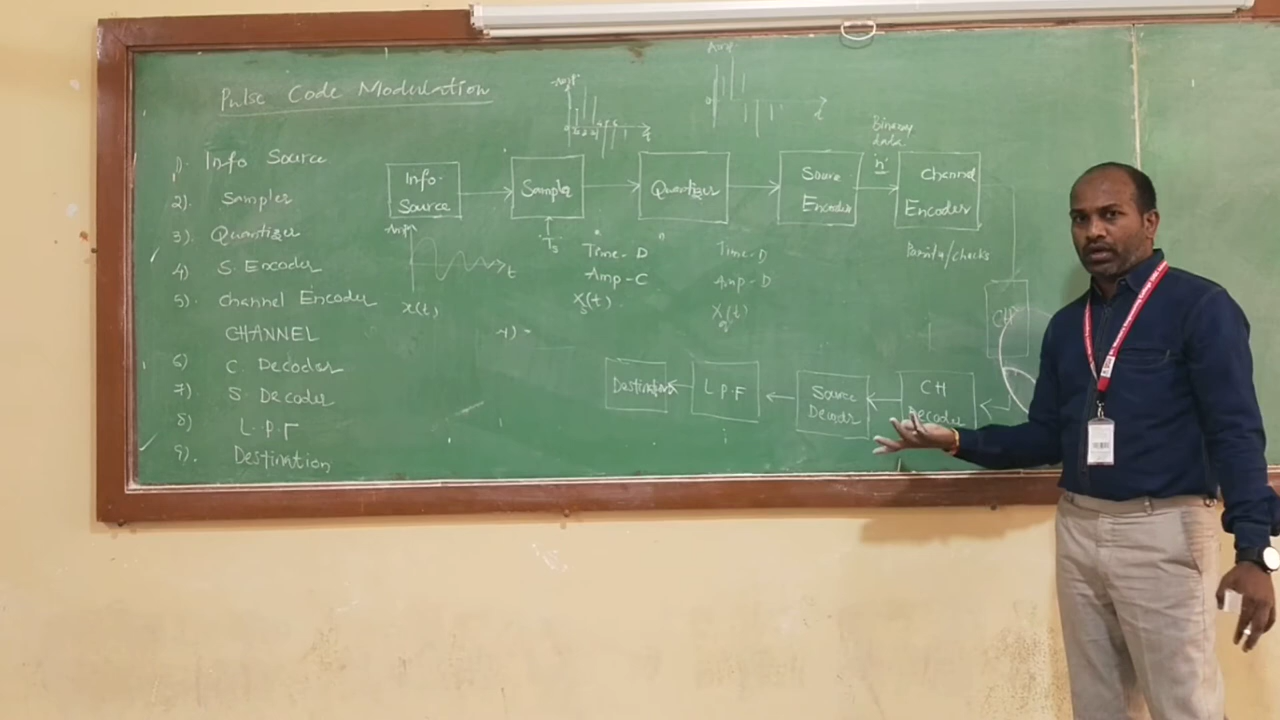 Pulse Code Modulation
1). Info Source
2). Sampler
3). Quantizer
4) S. Encoder
5). Channel Encoder
CHANNEL
6) C. Decoder
7) S. Decoder
8) L.P.F
9). Destination
Info. Source
Sampler
Quantizer
Source Encoder
Binary data
'n'
Channel Encoder
Amp
t
x(t)
Ts
Time-D
Amp-C
Xs(t)
Time-D
Amp-D
Xq(t)
CH
CH Decoder
Source Decoder
L.P.F
Destination